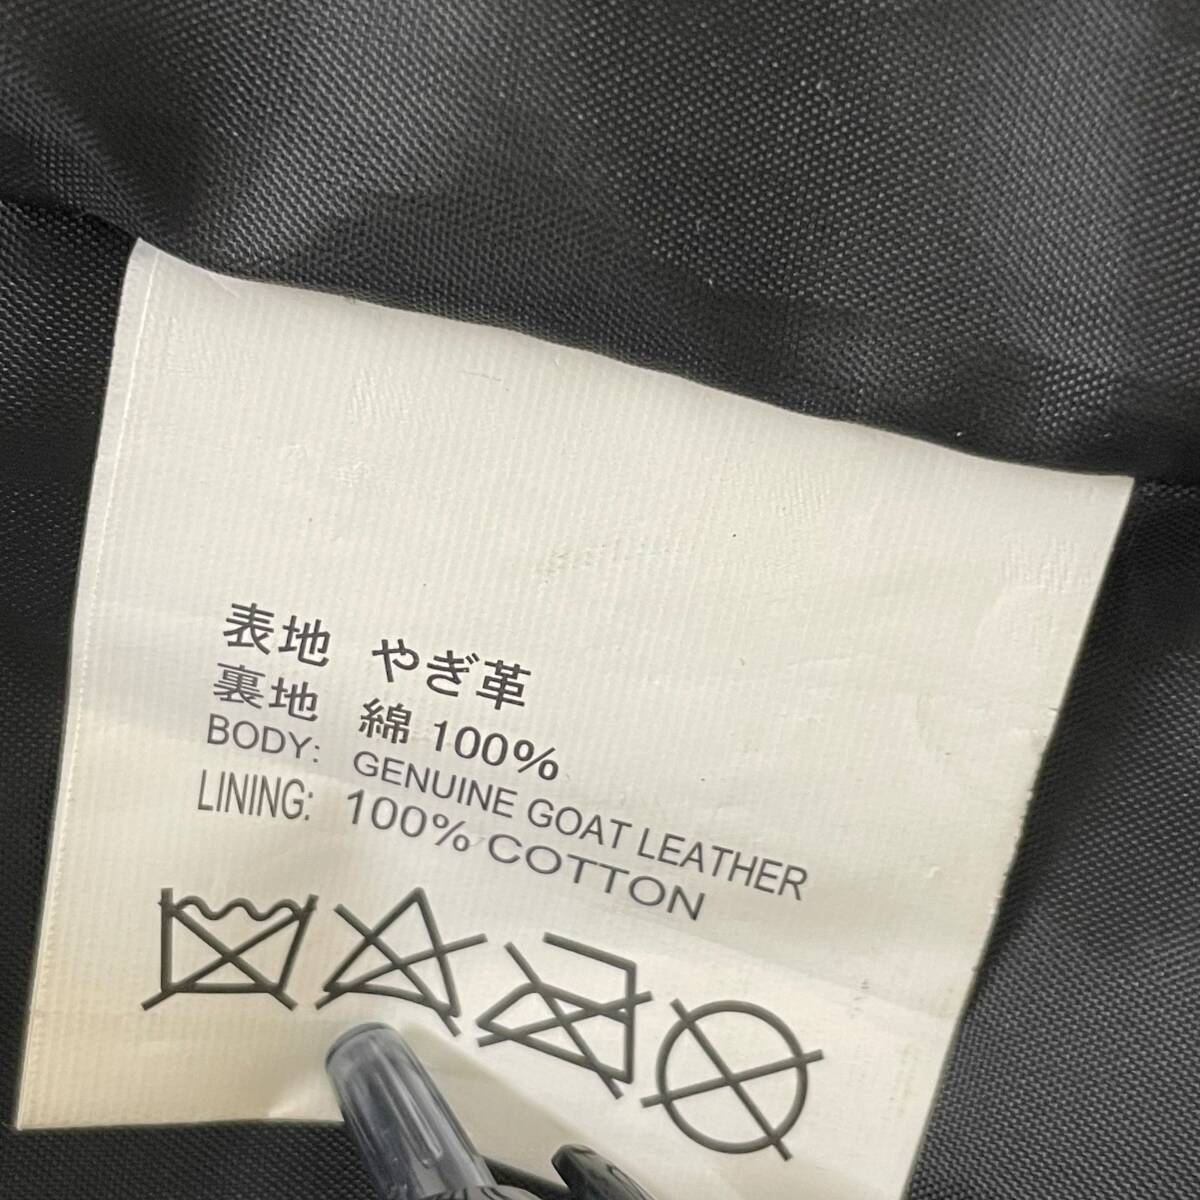 表地 やぎ革
裏地 綿 100%
BODY: GENUINE GOAT LEATHER
LINING: 100% COTTON